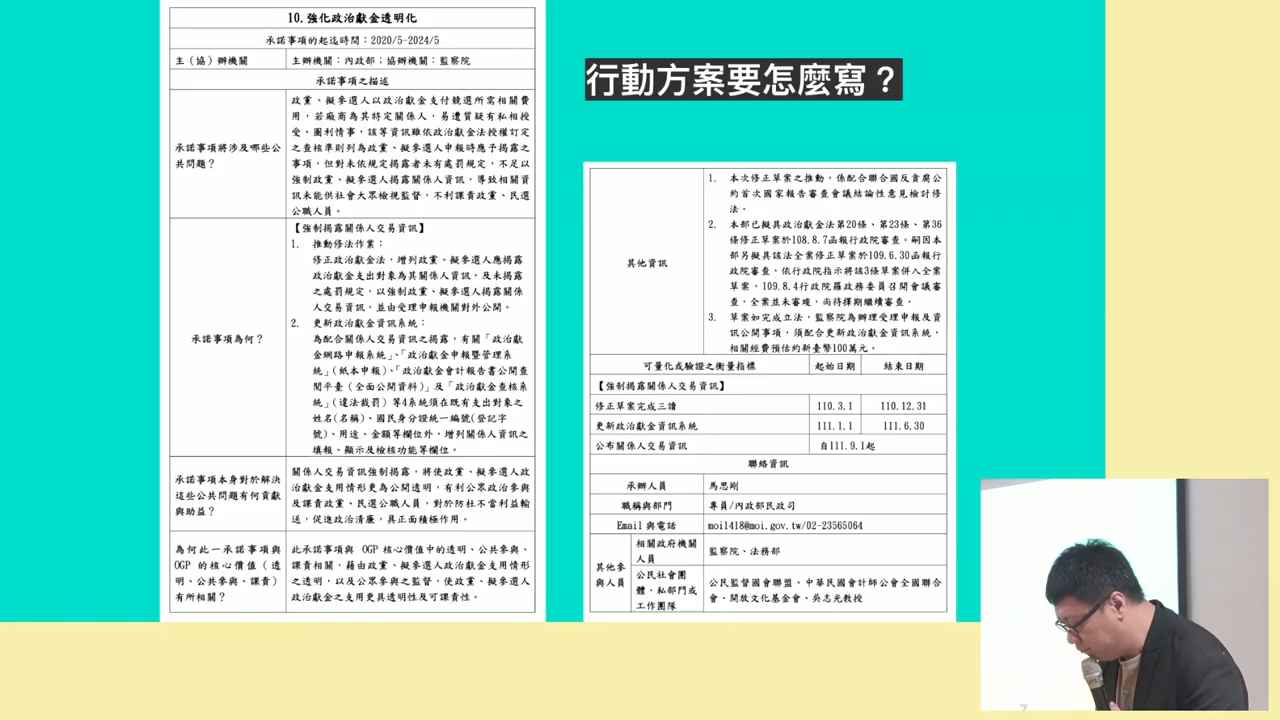 10.強化政治獻金透明化
承諾事項的起迄時間：2020/5-2024/5
主（協）辦機關
主辦機關：內政部；協辦機關：監察院
承諾事項之描述
承諾事項將涉及哪些公
共問題？
政黨、擬參選人以政治獻金支付競選所需相關費
用，若廠商為其特定關係人，易遭質疑有私相授
受、圖利情事，該等資訊雖依政治獻金法授權訂定
之查核準則列為政黨、擬參選人申報時應予揭露之
事項，但對未依規定揭露者未有處罰規定，不足以
強制政黨、擬參選人揭露關係人資訊，導致相關資
訊未能供社會大眾檢視監督，不利課責政黨、民選
公職人員。
承諾事項為何？
【強制揭露關係人交易資訊】
1. 推動修法作業：
修正政治獻金法，增列政黨、擬參選人應揭露
政治獻金支出對象為其關係人資訊，及未揭露
之處罰規定，以強制政黨、擬參選人揭露關係
人交易資訊，並由受理申報機關對外公開。
2. 更新政治獻金資訊系統：
為配合關係人交易資訊之揭露，有關「政治獻
金網路申報系統」、「政治獻金申報暨管理系
統」(紙本申報)、「政治獻金會計報告書公開查
閱平臺（全面公開資料）」及「政治獻金查核系
統」(違法裁罰）等4系統須在既有支出對象之
姓名(名稱)、國民身分證統一編號(登記字
號)、用途、金額等欄位外，增列關係人資訊之
填報、顯示及檢核功能等欄位。
承諾事項本身對於解決
這些公共問題有何貢獻
與助益？
關係人交易資訊強制揭露，將使政黨、擬參選人政
治獻金支用情形更為公開透明，有利公眾政治參與
及課責政黨、民選公職人員，對於防杜不當利益輸
送，促進政治清廉，具正面積極作用。
為何此一承諾事項與
OGP 的核心價值（透
明、公共參與、課責）
有所相關？
此承諾事項與 OGP 核心價值中的透明、公共參與、
課責相關，藉由政黨、擬參選人政治獻金支用情形
之透明，以及公眾參與之監督，使政黨、擬參選人
政治獻金之支用更具透明性及可課責性。
行動方案要怎麼寫？
其他資訊
1. 本次修正草案之推動，係配合聯合國反貪腐公
約首次國家報告審查會議結論性意見檢討修
法。
2. 本部已擬具政治獻金法第20條、第23條、第36
條修正草案於108.8.7函報行政院審查。嗣因本
部另擬具該法全案修正草案於109.6.30函報行
政院審查，依行政院指示將該3條草案併入全案
草案，109.8.4行政院羅政務委員召開會議審
查，全案並未審竣，尚待擇期繼續審查。
3. 草案如完成立法，監察院為辦理受理申報及資
訊公開事項，須配合更新政治獻金資訊系統，
相關經費預估約新臺幣100萬元。
可量化或驗證之衡量指標
起始日期
結束日期
【強制揭露關係人交易資訊】
修正草案完成三讀
110.3.1
110.12.31
更新政治獻金資訊系統
111.1.1
111.6.30
公布關係人交易資訊
自111.9.1起
聯絡資訊
承辦人員
馬思剛
職稱與部門
專員/內政部民政司
Email 與電話
moi1418@moi.gov.tw/02-23565064
其他參
與人員
相關政府機關
人員
監察院、法務部
公民社會團
體、私部門或
工作團隊
公民監督國會聯盟、中華民國會計師公會全國聯合
會、開放文化基金會、吳志光教授
7